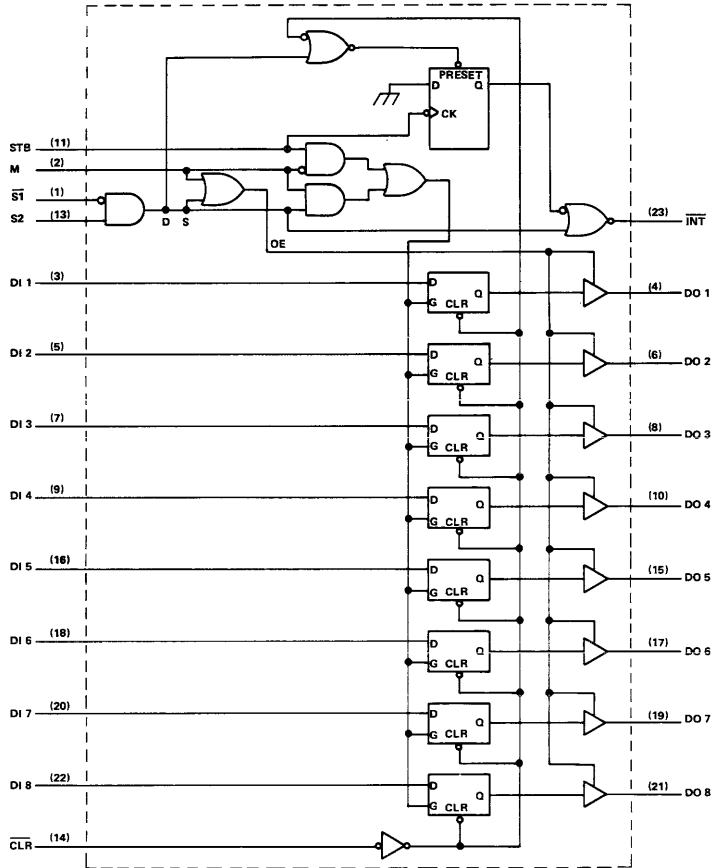 PRESET
D Q
CK
STB (11)
M (2)
S1 (1)
S2 (13)
D S
OE
(23) INT
DI 1 (3) D Q G CLR (4) DO 1
DI 2 (5) D Q G CLR (6) DO 2
DI 3 (7) D Q G CLR (8) DO 3
DI 4 (9) D Q G CLR (10) DO 4
DI 5 (16) D Q G CLR (15) DO 5
DI 6 (18) D Q G CLR (17) DO 6
DI 7 (20) D Q G CLR (19) DO 7
DI 8 (22) D Q G CLR (21) DO 8
CLR (14)